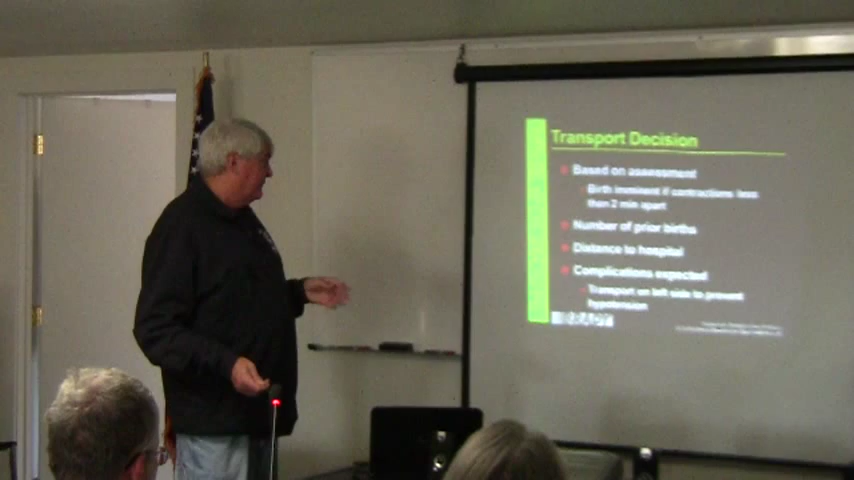 Transport Decision
Based on assessment
Birth imminent if contractions less
than 2 min apart
Number of prior births
Distance to hospital
Complications expected
Transport on left side to prevent
hypotension
BRADY